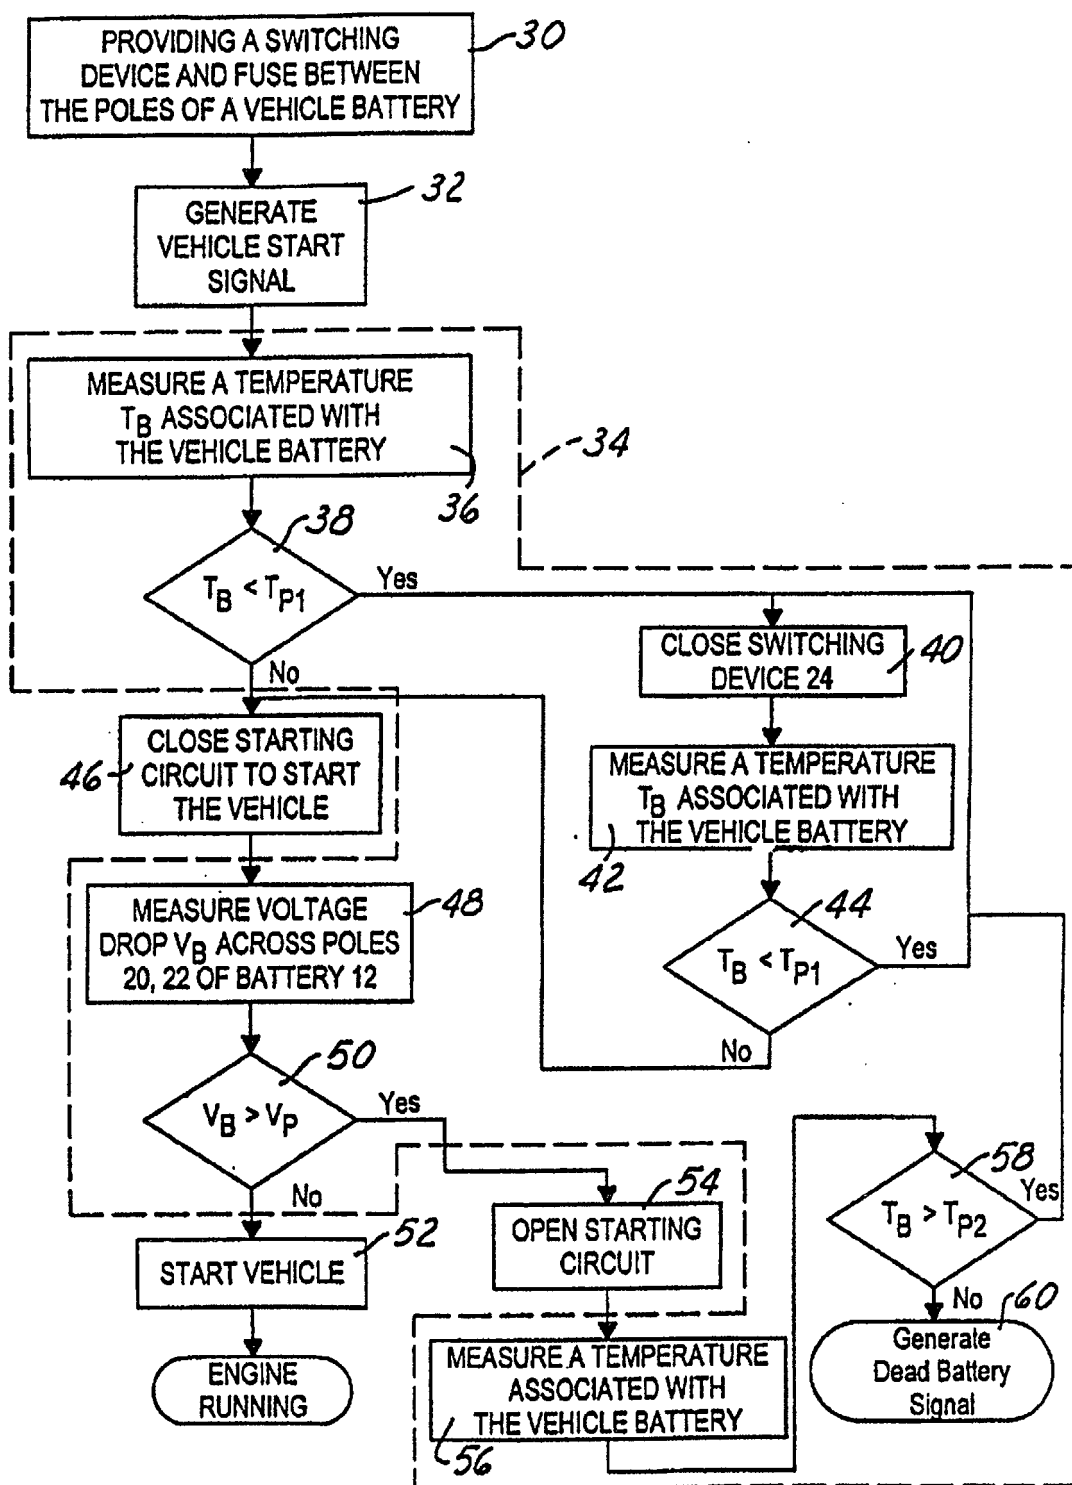 PROVIDING A SWITCHING
DEVICE AND FUSE BETWEEN
THE POLES OF A VEHICLE BATTERY
30
GENERATE
VEHICLE START
SIGNAL
32
MEASURE A TEMPERATURE
TB ASSOCIATED WITH
THE VEHICLE BATTERY
36
34
TB < TP1
38
Yes
No
CLOSE SWITCHING
DEVICE 24
40
CLOSE STARTING
CIRCUIT TO START
THE VEHICLE
46
MEASURE A TEMPERATURE
TB ASSOCIATED WITH
THE VEHICLE BATTERY
42
MEASURE VOLTAGE
DROP VB ACROSS POLES
20, 22 OF BATTERY 12
48
TB < TP1
44
Yes
No
VB > VP
50
Yes
No
START VEHICLE
52
ENGINE
RUNNING
OPEN STARTING
CIRCUIT
54
MEASURE A TEMPERATURE
ASSOCIATED WITH
THE VEHICLE BATTERY
56
TB > TP2
58
Yes
No
Generate
Dead Battery
Signal
60